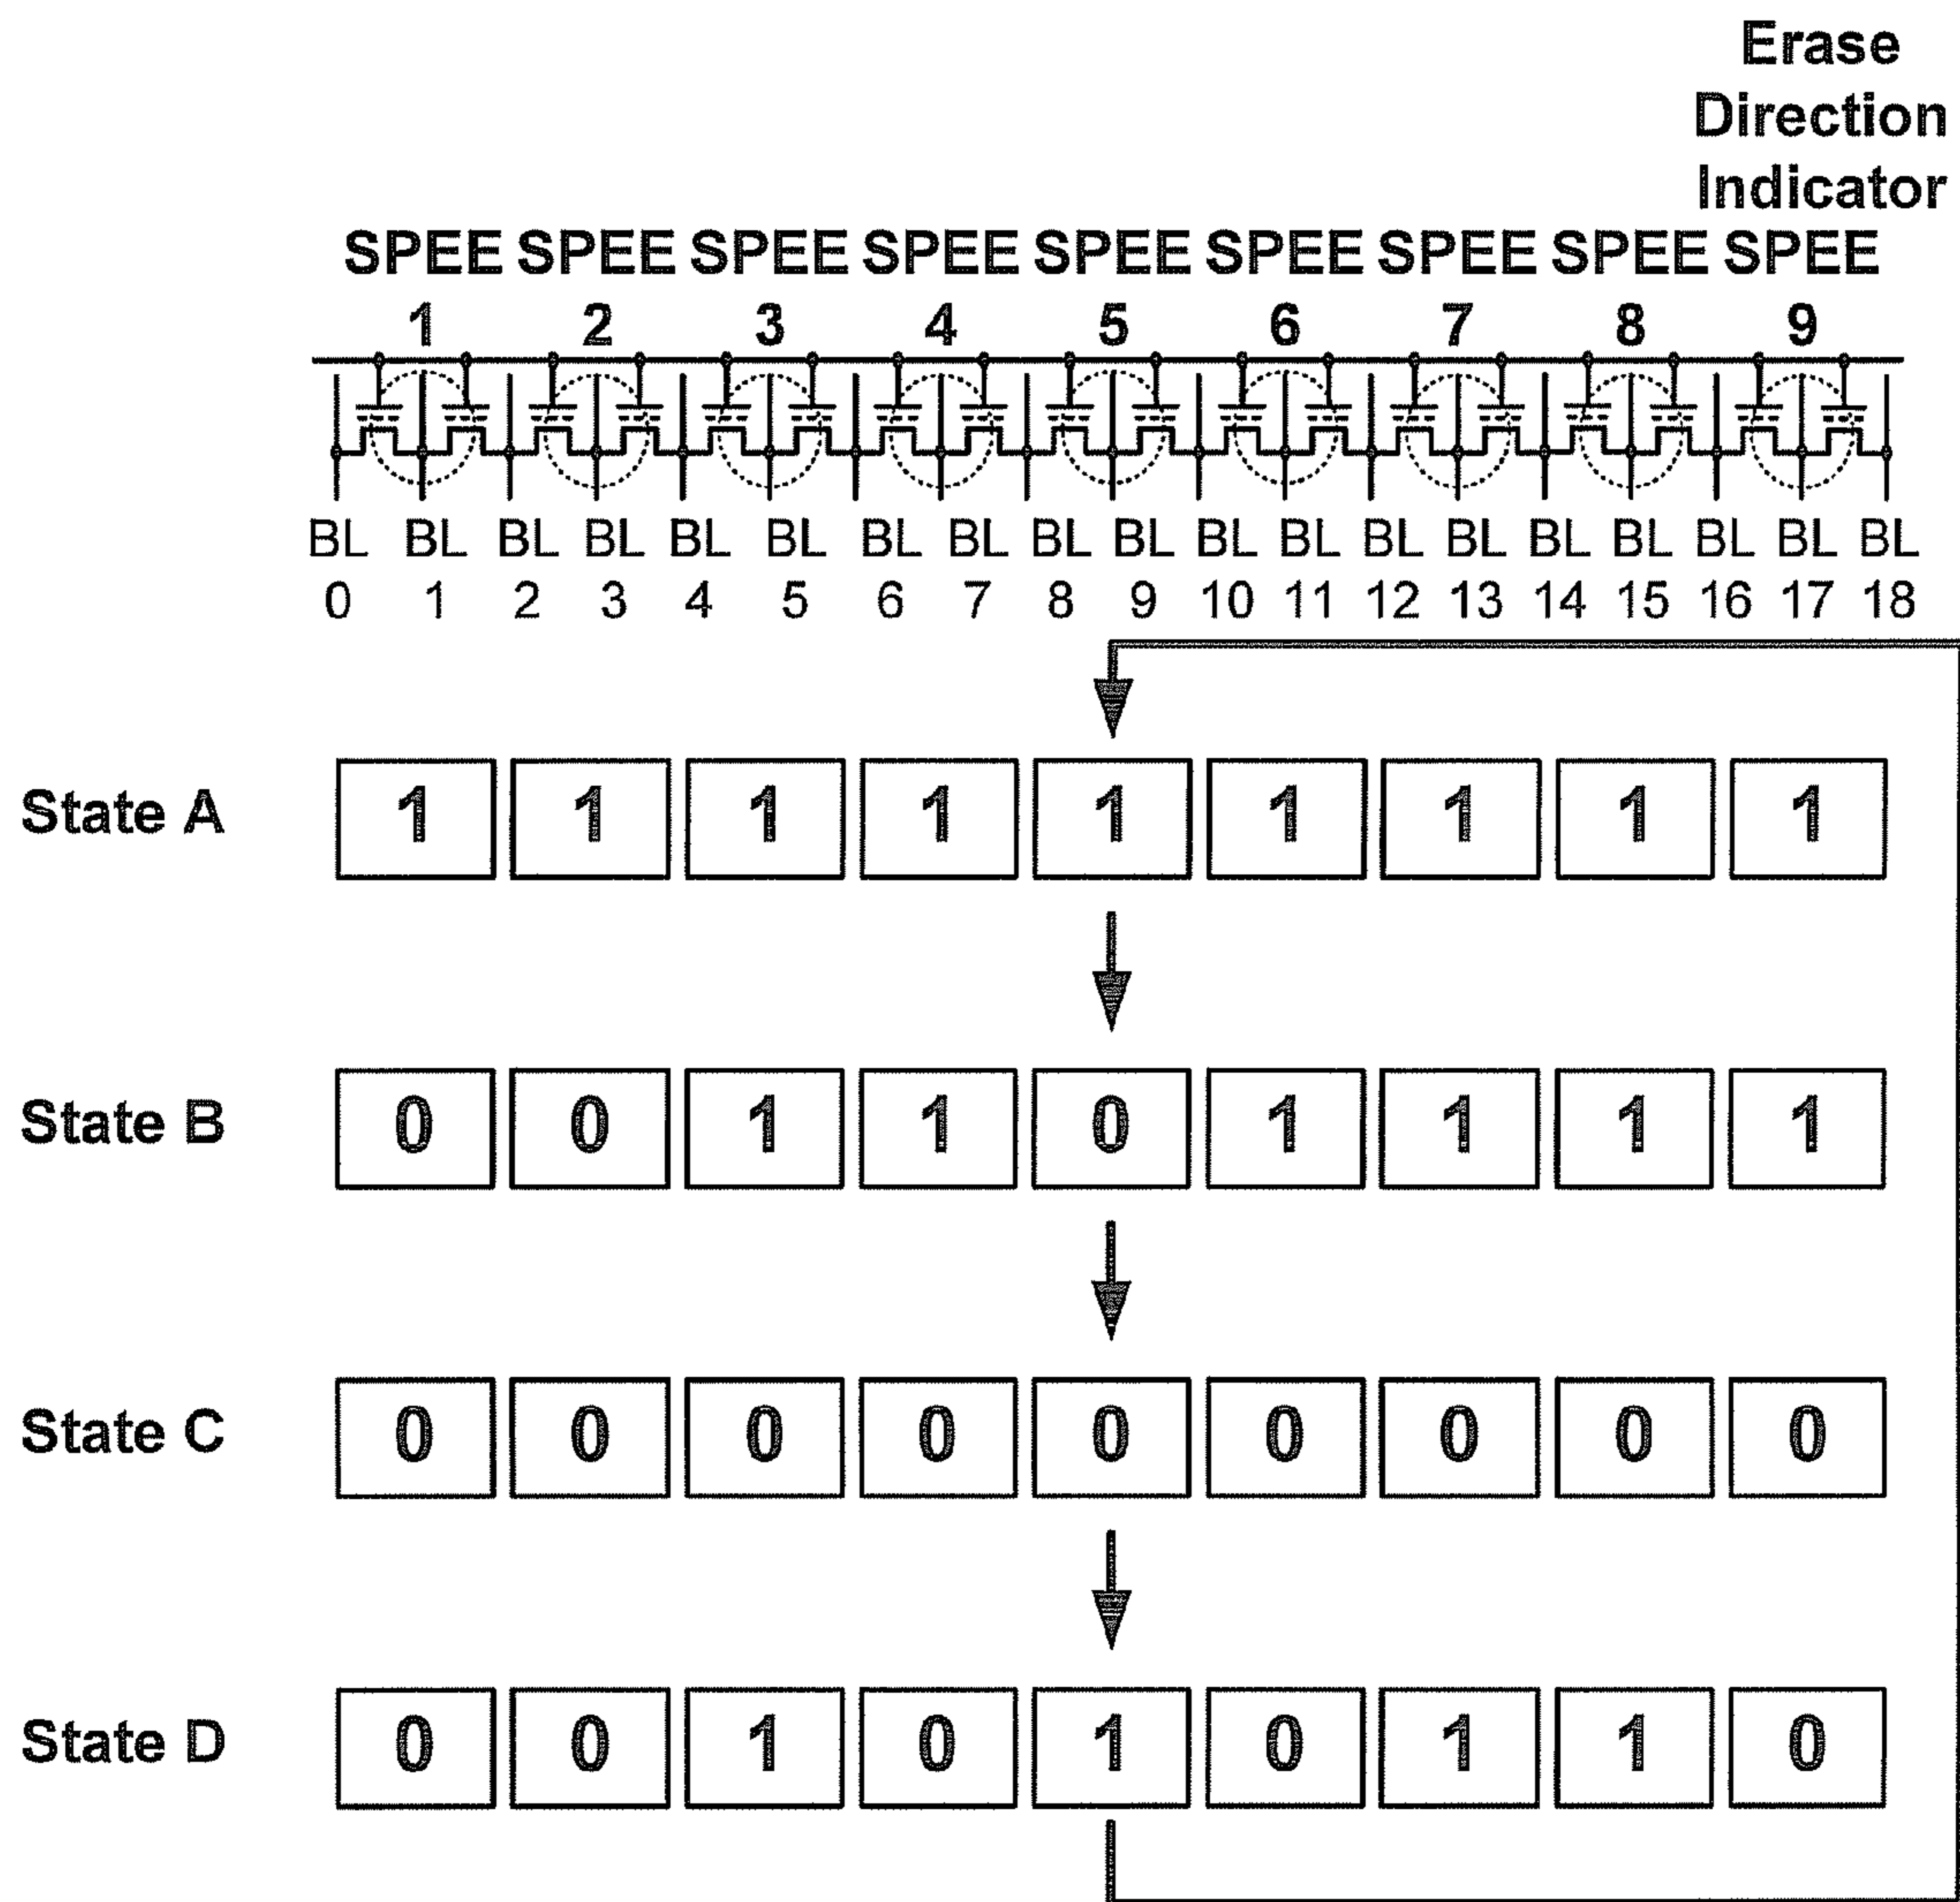 Erase
Direction
Indicator
SPEE SPEE SPEE SPEE SPEE SPEE SPEE SPEE SPEE
1 2 3 4 5 6 7 8 9
BL BL BL BL BL BL BL BL BL BL BL BL BL BL BL BL BL BL BL
0 1 2 3 4 5 6 7 8 9 10 11 12 13 14 15 16 17 18
State A 1 1 1 1 1 1 1 1 1
State B 0 0 1 1 0 1 1 1 1
State C 0 0 0 0 0 0 0 0 0
State D 0 0 1 0 1 0 1 1 0